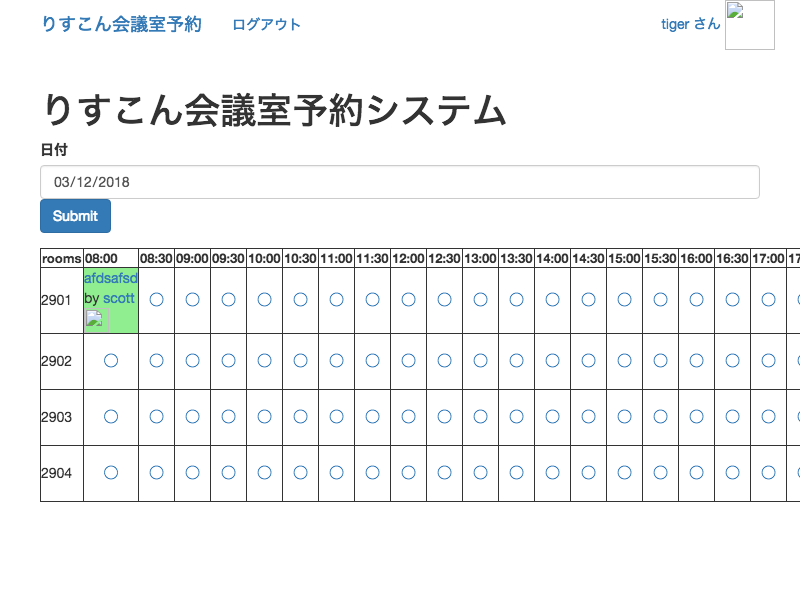 りすこん会議室予約 ログアウト tiger さん
りすこん会議室予約システム
日付
03/12/2018
Submit
rooms 08:00 08:30 09:00 09:30 10:00 10:30 11:00 11:30 12:00 12:30 13:00 13:30 14:00 14:30 15:00 15:30 16:00 16:30 17:00 17
afdsafsd
2901 by scott ○ ○ ○ ○ ○ ○ ○ ○ ○ ○ ○ ○ ○ ○ ○ ○ ○ ○
2902 ○ ○ ○ ○ ○ ○ ○ ○ ○ ○ ○ ○ ○ ○ ○ ○ ○ ○ ○
2903 ○ ○ ○ ○ ○ ○ ○ ○ ○ ○ ○ ○ ○ ○ ○ ○ ○ ○ ○
2904 ○ ○ ○ ○ ○ ○ ○ ○ ○ ○ ○ ○ ○ ○ ○ ○ ○ ○ ○